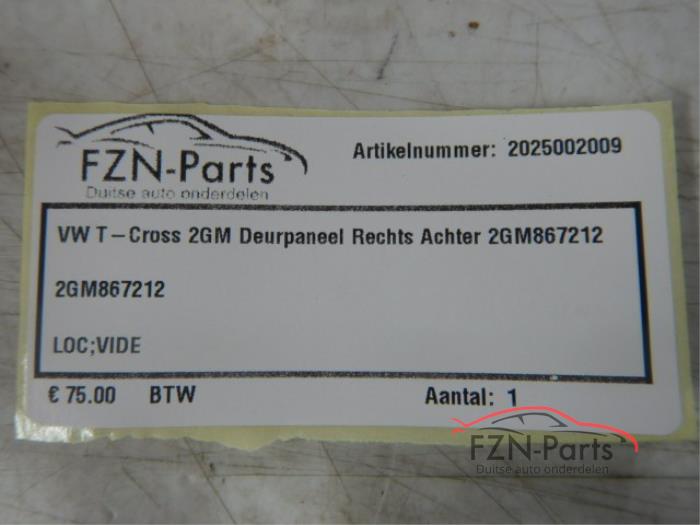 FZN-Parts
Duitse auto onderdelen
Artikelnummer: 2025002009
VW T-Cross 2GM Deurpaneel Rechts Achter 2GM867212
2GM867212
LOC;VIDE
€ 75.00 BTW Aantal: 1
FZN-Parts
Duitse auto onderdelen